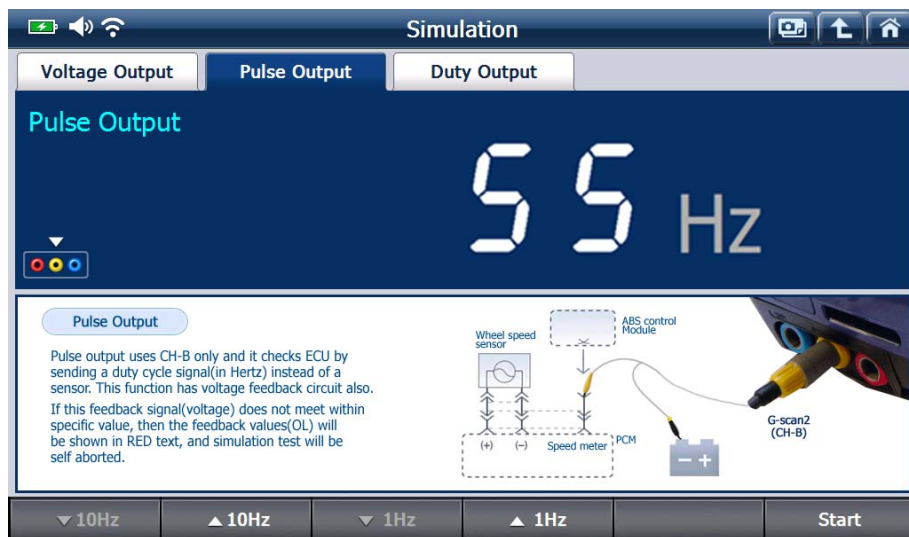 Simulation
Voltage Output
Pulse Output
Duty Output
Pulse Output
55 Hz
Pulse Output
Pulse output uses CH-B only and it checks ECU by
sending a duty cycle signal(in Hertz) instead of a
sensor. This function has voltage feedback circuit also.
If this feedback signal(voltage) does not meet within
specific value, then the feedback values(OL) will
be shown in RED text, and simulation test will be
self aborted.
Wheel speed
sensor
ABS control
Module
(+) (-) Speed meter
PCM
- +
G-scan2
(CH-B)
▼10Hz
▲10Hz
▼ 1Hz
▲ 1Hz
Start